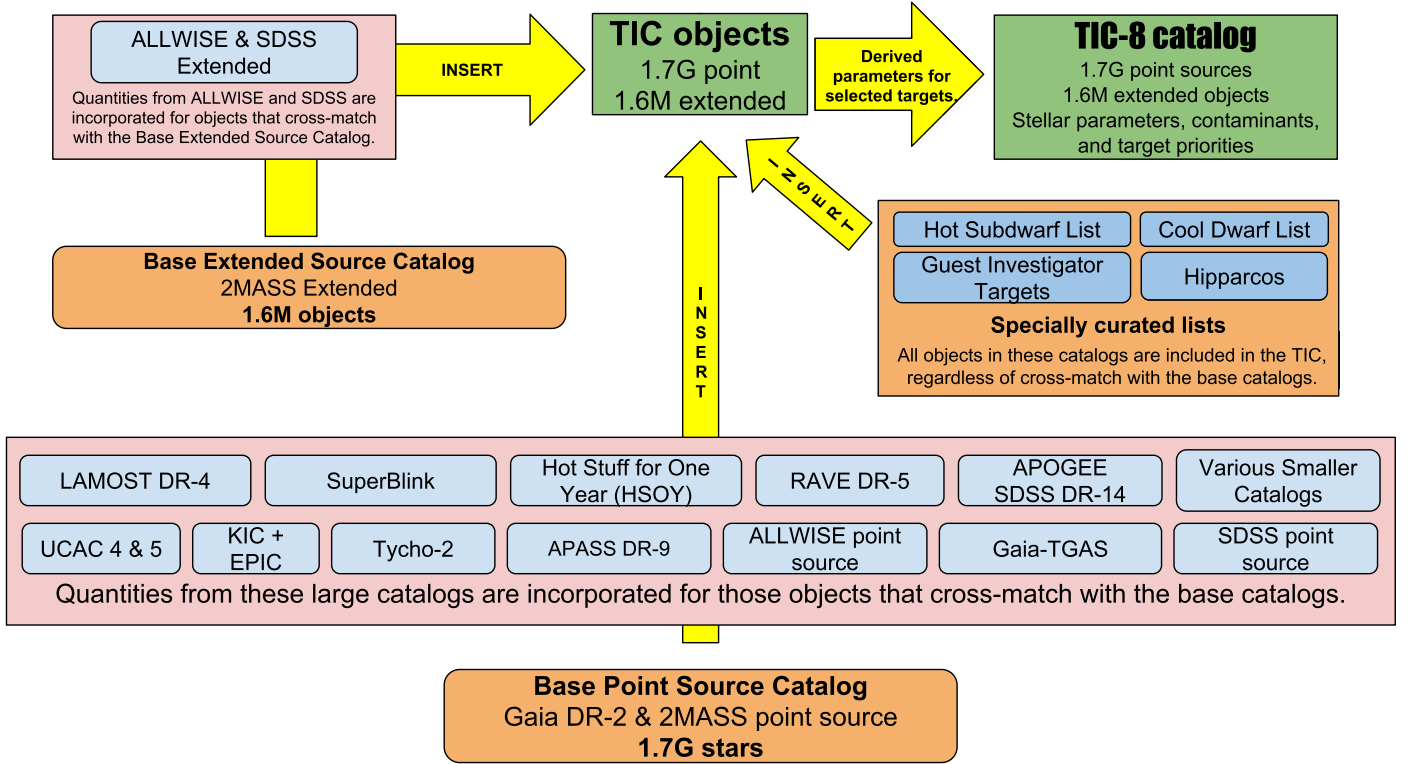 ALLWISE & SDSS
Extended
Quantities from ALLWISE and SDSS are
incorporated for objects that cross-match
with the Base Extended Source Catalog.
INSERT
TIC objects
1.7G point
1.6M extended
Derived
parameters for
selected targets.
TIC-8 catalog
1.7G point sources
1.6M extended objects
Stellar parameters, contaminants,
and target priorities
Base Extended Source Catalog
2MASS Extended
1.6M objects
INSERT
INSERT
Hot Subdwarf List
Cool Dwarf List
Guest Investigator
Targets
Hipparcos
Specially curated lists
All objects in these catalogs are included in the TIC,
regardless of cross-match with the base catalogs.
LAMOST DR-4
SuperBlink
Hot Stuff for One
Year (HSOY)
RAVE DR-5
APOGEE
SDSS DR-14
Various Smaller
Catalogs
UCAC 4 & 5
KIC +
EPIC
Tycho-2
APASS DR-9
ALLWISE point
source
Gaia-TGAS
SDSS point
source
Quantities from these large catalogs are incorporated for those objects that cross-match with the base catalogs.
Base Point Source Catalog
Gaia DR-2 & 2MASS point source
1.7G stars